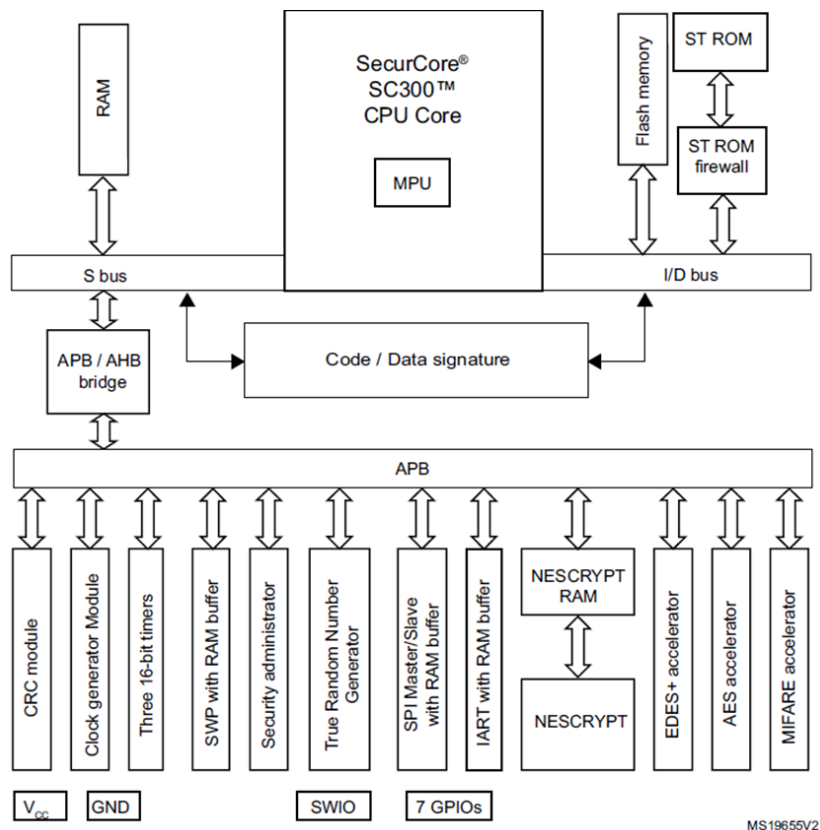 RAM
SecurCore®
SC300™
CPU Core
MPU
Flash memory
ST ROM
ST ROM
firewall
S bus
I/D bus
APB / AHB
bridge
Code / Data signature
APB
CRC module
Clock generator Module
Three 16-bit timers
SWP with RAM buffer
Security administrator
True Random Number
Generator
SPI Master/Slave
with RAM buffer
IART with RAM buffer
NESCRYPT
RAM
NESCRYPT
EDES+ accelerator
AES accelerator
MIFARE accelerator
VCC
GND
SWIO
7 GPIOs
MS19655V2